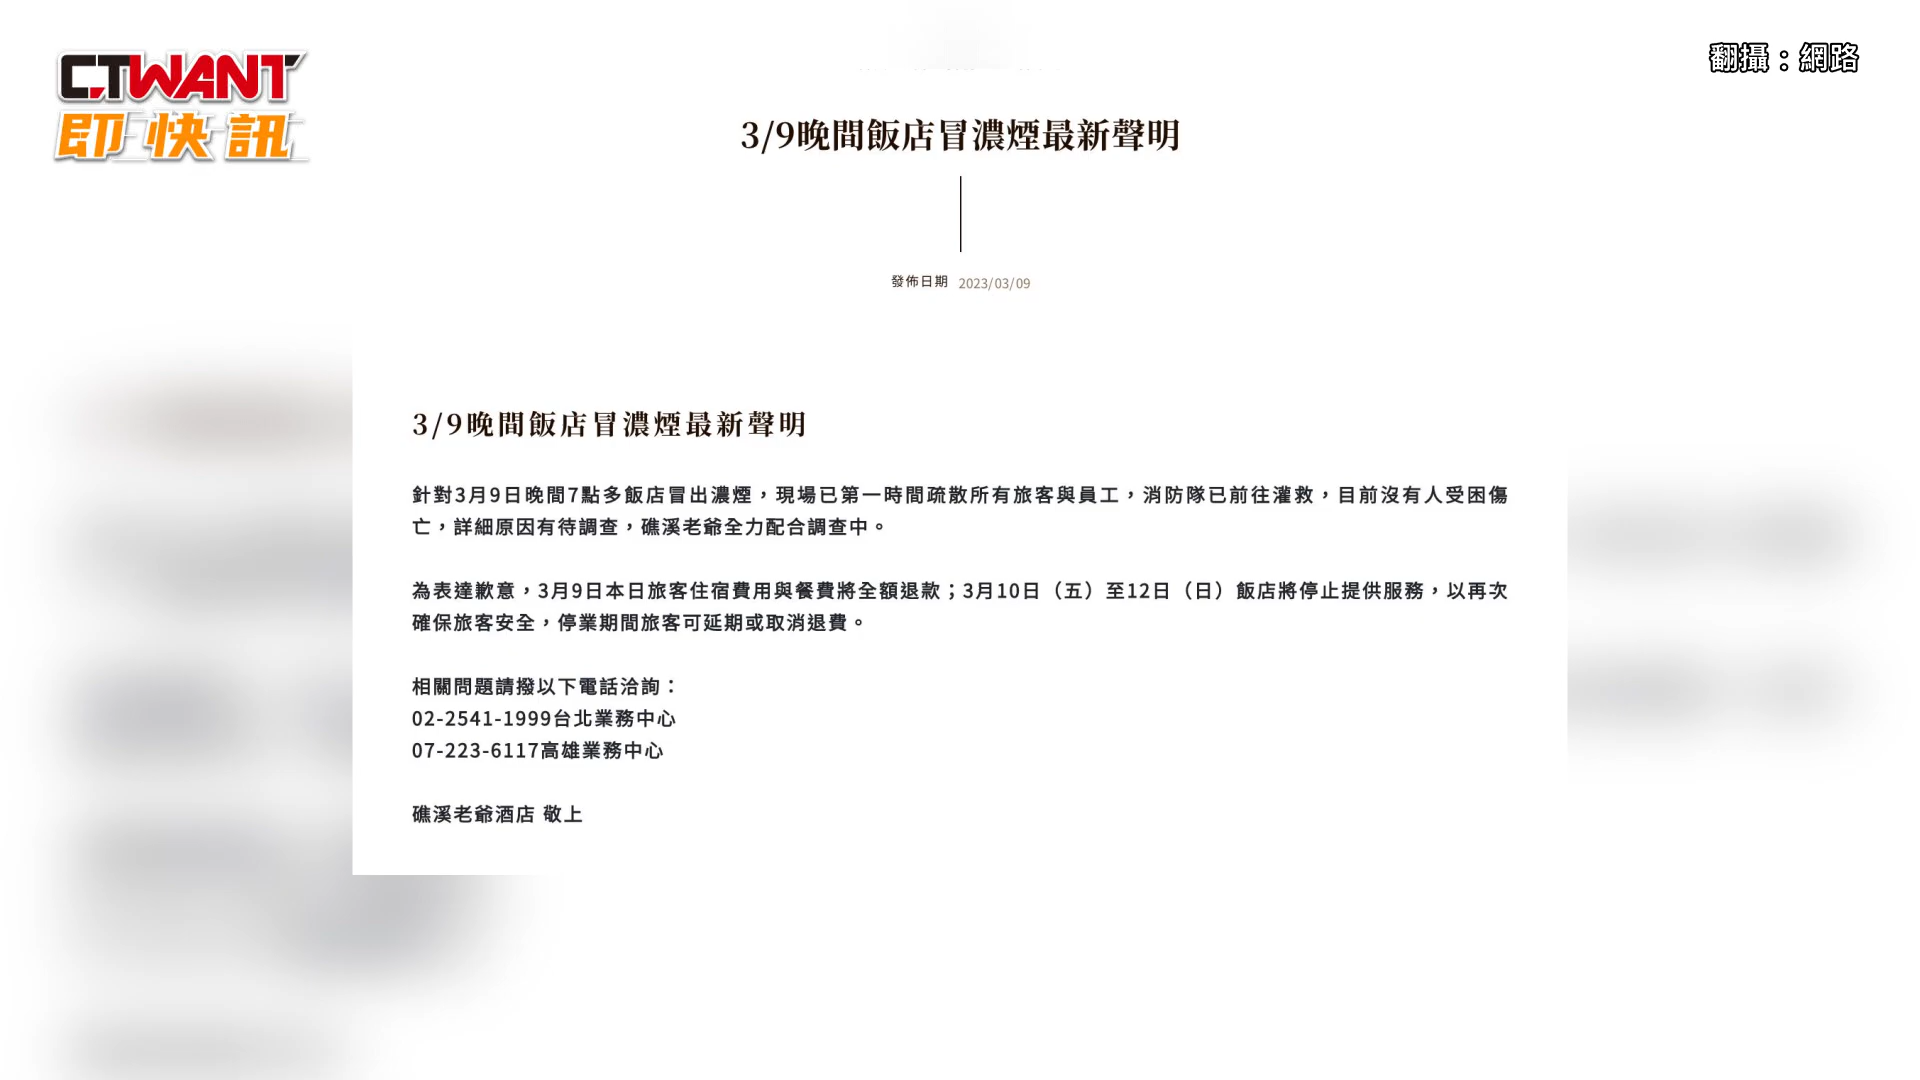 CTWANT
即快訊
翻攝：網路
3/9晚間飯店冒濃煙最新聲明
發佈日期 2023/03/09
3/9晚間飯店冒濃煙最新聲明
針對3月9日晚間7點多飯店冒出濃煙，現場已第一時間疏散所有旅客與員工，消防隊已前往灌救，目前沒有人受困傷
亡，詳細原因有待調查，礁溪老爺全力配合調查中。
為表達歉意，3月9日本日旅客住宿費用與餐費將全額退款；3月10日（五）至12日（日）飯店將停止提供服務，以再次
確保旅客安全，停業期間旅客可延期或取消退費。
相關問題請撥以下電話洽詢：
02-2541-1999台北業務中心
07-223-6117高雄業務中心
礁溪老爺酒店 敬上